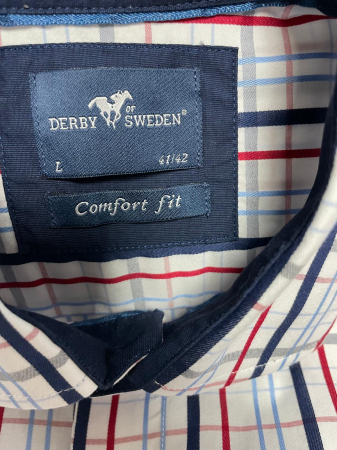 OF
DERBY SWEDEN®
L 41/42
Comfort fit